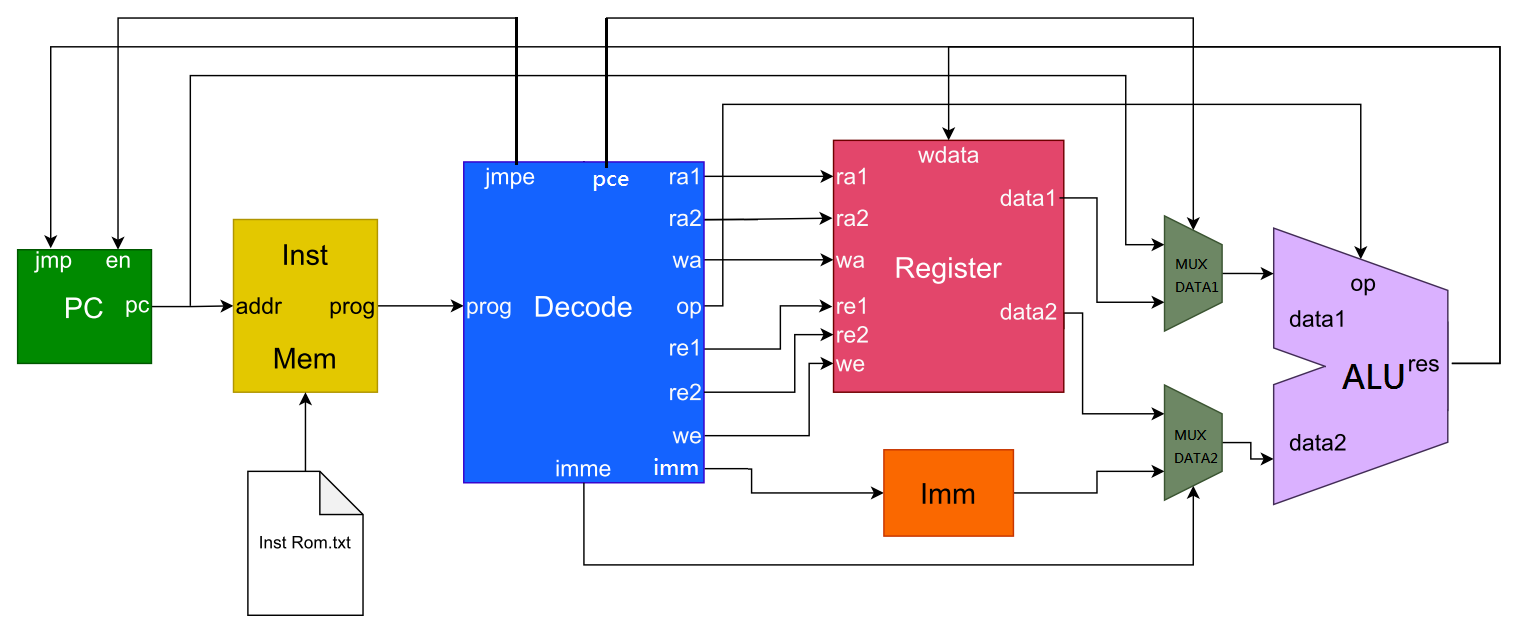 jmp
en
PC
pc
Inst
addr
prog
Mem
Inst Rom.txt
jmpe
pce
ra1
ra2
wa
prog
Decode
op
re1
re2
we
imme
imm
wdata
ra1
data1
ra2
wa
Register
re1
data2
re2
we
Imm
MUX
DATA1
MUX
DATA2
op
data1
ALU
res
data2